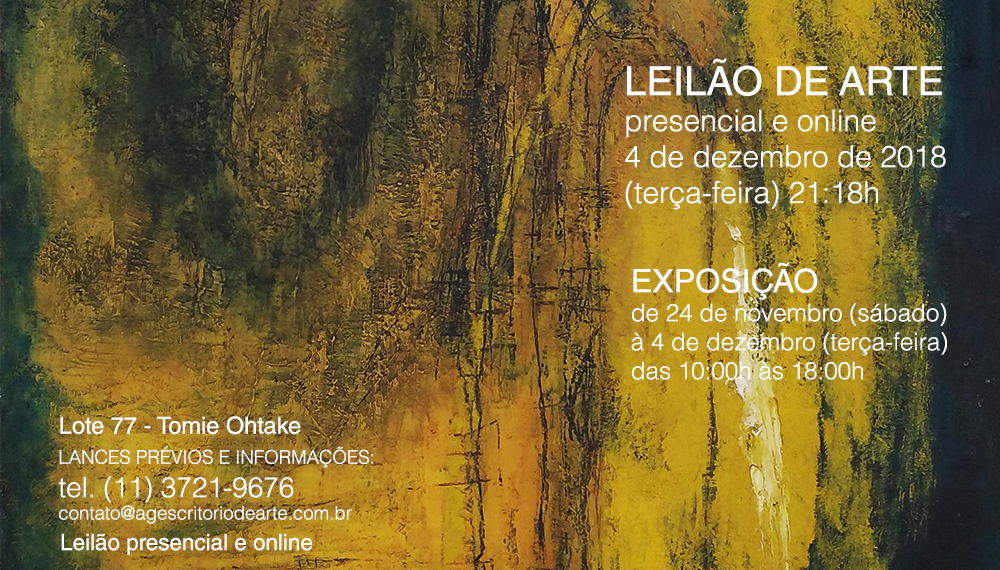 LEILÃO DE ARTE
presencial e online
4 de dezembro de 2018
(terça-feira) 21:18h
EXPOSIÇÃO
de 24 de novembro (sábado)
à 4 de dezembro (terça-feira)
das 10:00h às 18:00h
Lote 77 - Tomie Ohtake
LANCES PRÉVIOS E INFORMAÇÕES:
tel. (11) 3721-9676
contato@agescritoriodearte.com.br
Leilão presencial e online